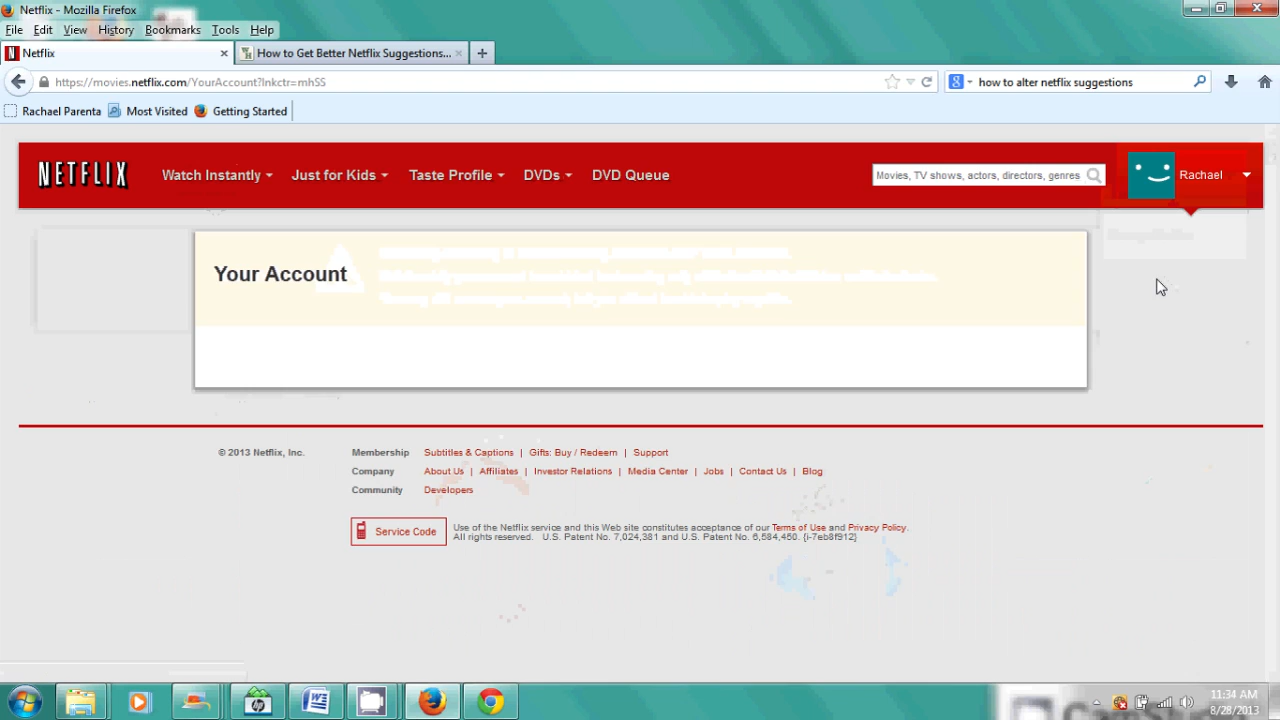 Netflix - Mozilla Firefox
File Edit View History Bookmarks Tools Help
Netflix × How to Get Better Netflix Suggestions... × +
https://movies.netflix.com/YourAccount?lnkctr=mhSS how to alter netflix suggestions
Rachael Parenta Most Visited Getting Started
NETFLIX Watch Instantly Just for Kids Taste Profile DVDs DVD Queue Movies, TV shows, actors, directors, genres Rachael
Your Account
© 2013 Netflix, Inc. Membership Subtitles & Captions | Gifts: Buy / Redeem | Support
Company About Us | Affiliates | Investor Relations | Media Center | Jobs | Contact Us | Blog
Community Developers
Service Code Use of the Netflix service and this Web site constitutes acceptance of our Terms of Use and Privacy Policy.
All rights reserved. U.S. Patent No. 7,024,381 and U.S. Patent No. 6,584,450. {i-7eb8f912}
11:34 AM
8/28/2013